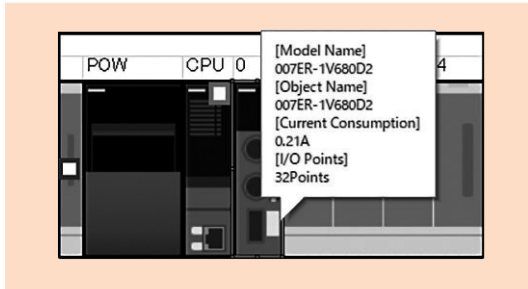 POW CPU 0 4
[Model Name]
007ER-1V680D2
[Object Name]
007ER-1V680D2
[Current Consumption]
0.21A
[I/O Points]
32Points